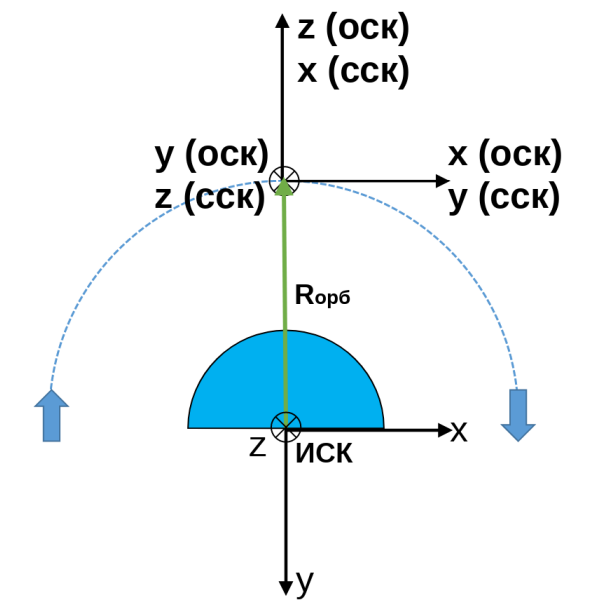 z (оск)
x (сск)
y (оск)
z (сск)
x (оск)
y (сск)
Rорб
z
ИСК
x
y